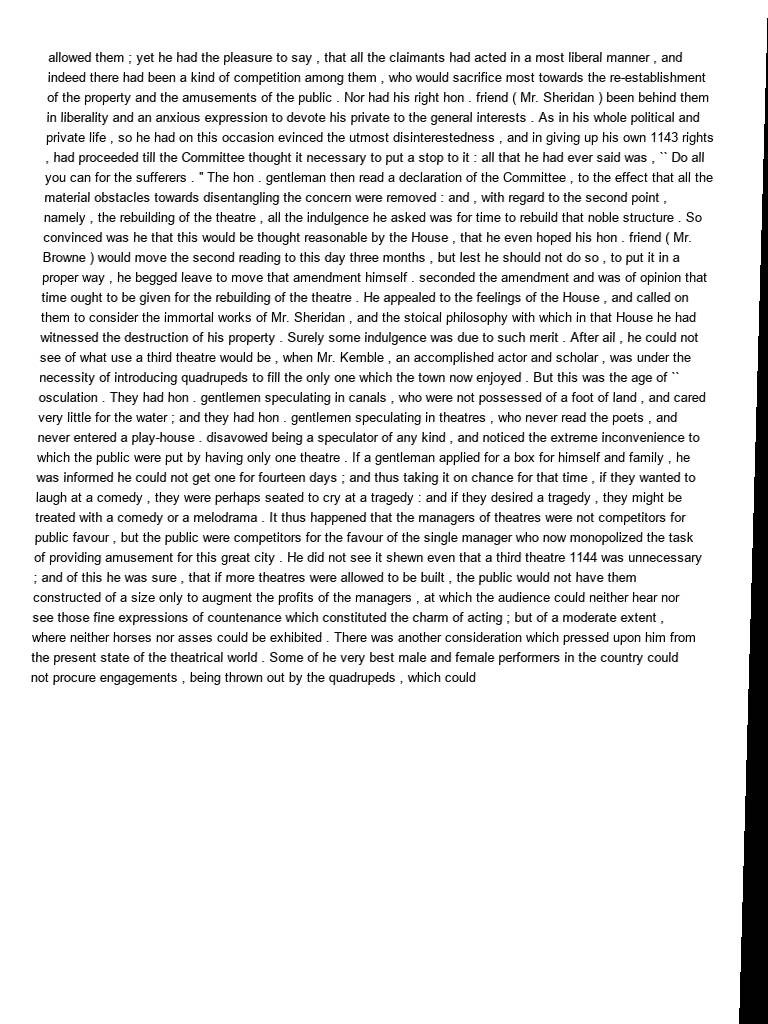 allowed them ; yet he had the pleasure to say , that all the claimants had acted in a most liberal manner , and
indeed there had been a kind of competition among them , who would sacrifice most towards the re-establishment
of the property and the amusements of the public . Nor had his right hon . friend ( Mr. Sheridan ) been behind them
in liberality and an anxious expression to devote his private to the general interests . As in his whole political and
private life , so he had on this occasion evinced the utmost disinterestedness , and in giving up his own 1143 rights
, had proceeded till the Committee thought it necessary to put a stop to it : all that he had ever said was , `` Do all
you can for the sufferers . " The hon . gentleman then read a declaration of the Committee , to the effect that all the
material obstacles towards disentangling the concern were removed : and , with regard to the second point ,
namely , the rebuilding of the theatre , all the indulgence he asked was for time to rebuild that noble structure . So
convinced was he that this would be thought reasonable by the House , that he even hoped his hon . friend ( Mr.
Browne ) would move the second reading to this day three months , but lest he should not do so , to put it in a
proper way , he begged leave to move that amendment himself . seconded the amendment and was of opinion that
time ought to be given for the rebuilding of the theatre . He appealed to the feelings of the House , and called on
them to consider the immortal works of Mr. Sheridan , and the stoical philosophy with which in that House he had
witnessed the destruction of his property . Surely some indulgence was due to such merit . After ail , he could not
see of what use a third theatre would be , when Mr. Kemble , an accomplished actor and scholar , was under the
necessity of introducing quadrupeds to fill the only one which the town now enjoyed . But this was the age of ``
osculation . They had hon . gentlemen speculating in canals , who were not possessed of a foot of land , and cared
very little for the water ; and they had hon . gentlemen speculating in theatres , who never read the poets , and
never entered a play-house . disavowed being a speculator of any kind , and noticed the extreme inconvenience to
which the public were put by having only one theatre . If a gentleman applied for a box for himself and family , he
was informed he could not get one for fourteen days ; and thus taking it on chance for that time , if they wanted to
laugh at a comedy , they were perhaps seated to cry at a tragedy : and if they desired a tragedy , they might be
treated with a comedy or a melodrama . It thus happened that the managers of theatres were not competitors for
public favour , but the public were competitors for the favour of the single manager who now monopolized the task
of providing amusement for this great city . He did not see it shewn even that a third theatre 1144 was unnecessary
; and of this he was sure , that if more theatres were allowed to be built , the public would not have them
constructed of a size only to augment the profits of the managers , at which the audience could neither hear nor
see those fine expressions of countenance which constituted the charm of acting ; but of a moderate extent ,
where neither horses nor asses could be exhibited . There was another consideration which pressed upon him from
the present state of the theatrical world . Some of he very best male and female performers in the country could
not procure engagements , being thrown out by the quadrupeds , which could